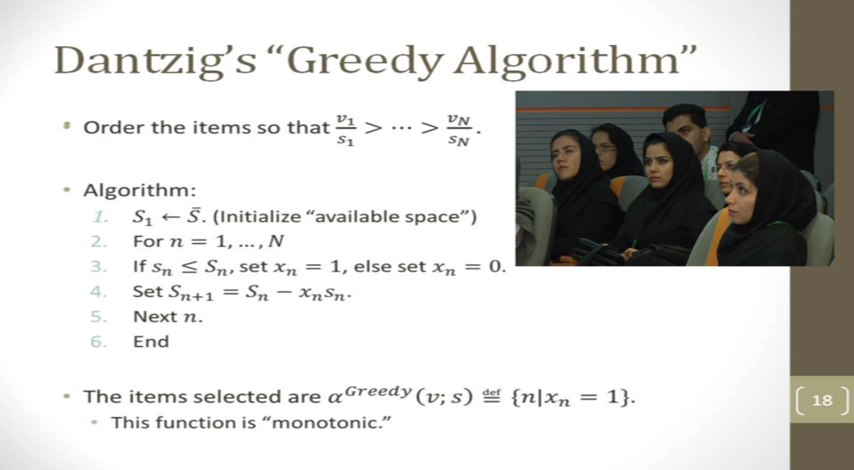 Dantzig's "Greedy Algorithm"
• Order the items so that v₁/s₁ > ⋯ > v_N/s_N.
• Algorithm:
1. S₁ ← S̄. (Initialize "available space")
2. For n = 1, ..., N
3. If sₙ ≤ Sₙ, set xₙ = 1, else set xₙ = 0.
4. Set Sₙ₊₁ = Sₙ − xₙsₙ.
5. Next n.
6. End
• The items selected are α^Greedy(v; s) ≝ {n|xₙ = 1}.
• This function is "monotonic."
[ 18 ]